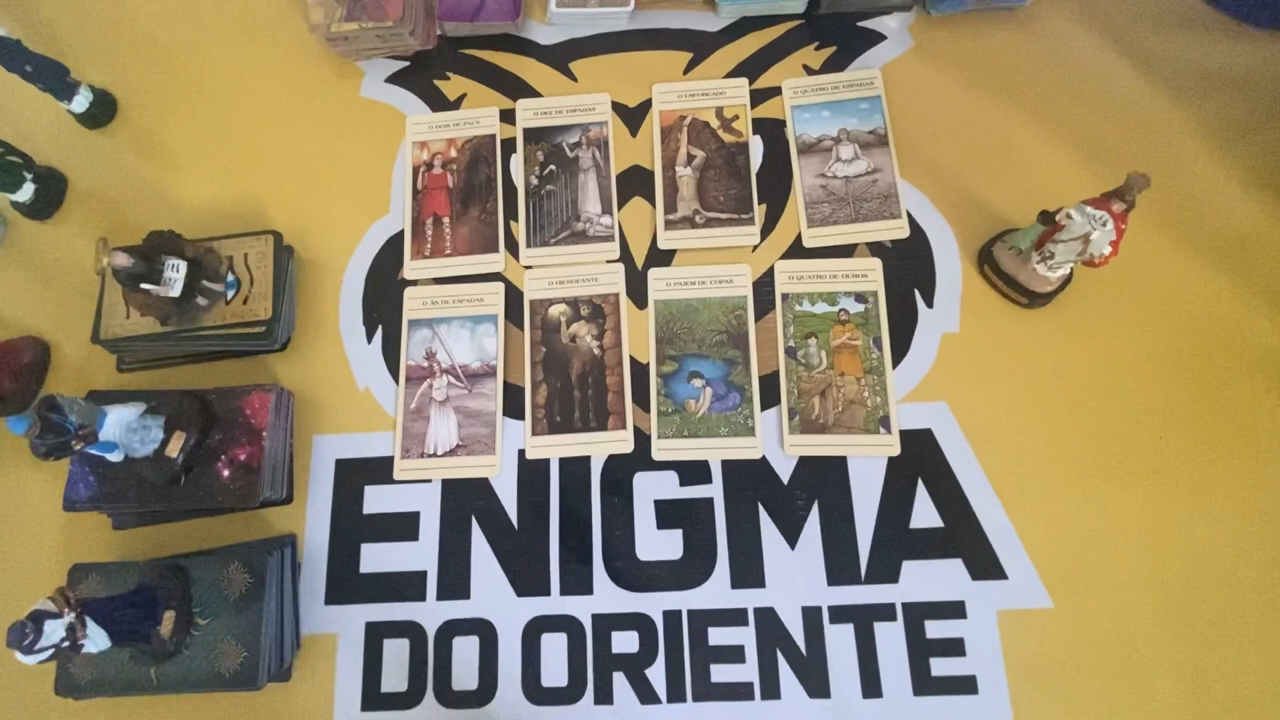 O DOIS DE PAUS
O DEZ DE ESPADAS
O ENFORCADO
O QUATRO DE ESPADAS
O ÁS DE ESPADAS
O HIEROFANTE
O PAJEM DE COPAS
O QUATRO DE OUROS
ENIGMA
DO ORIENTE